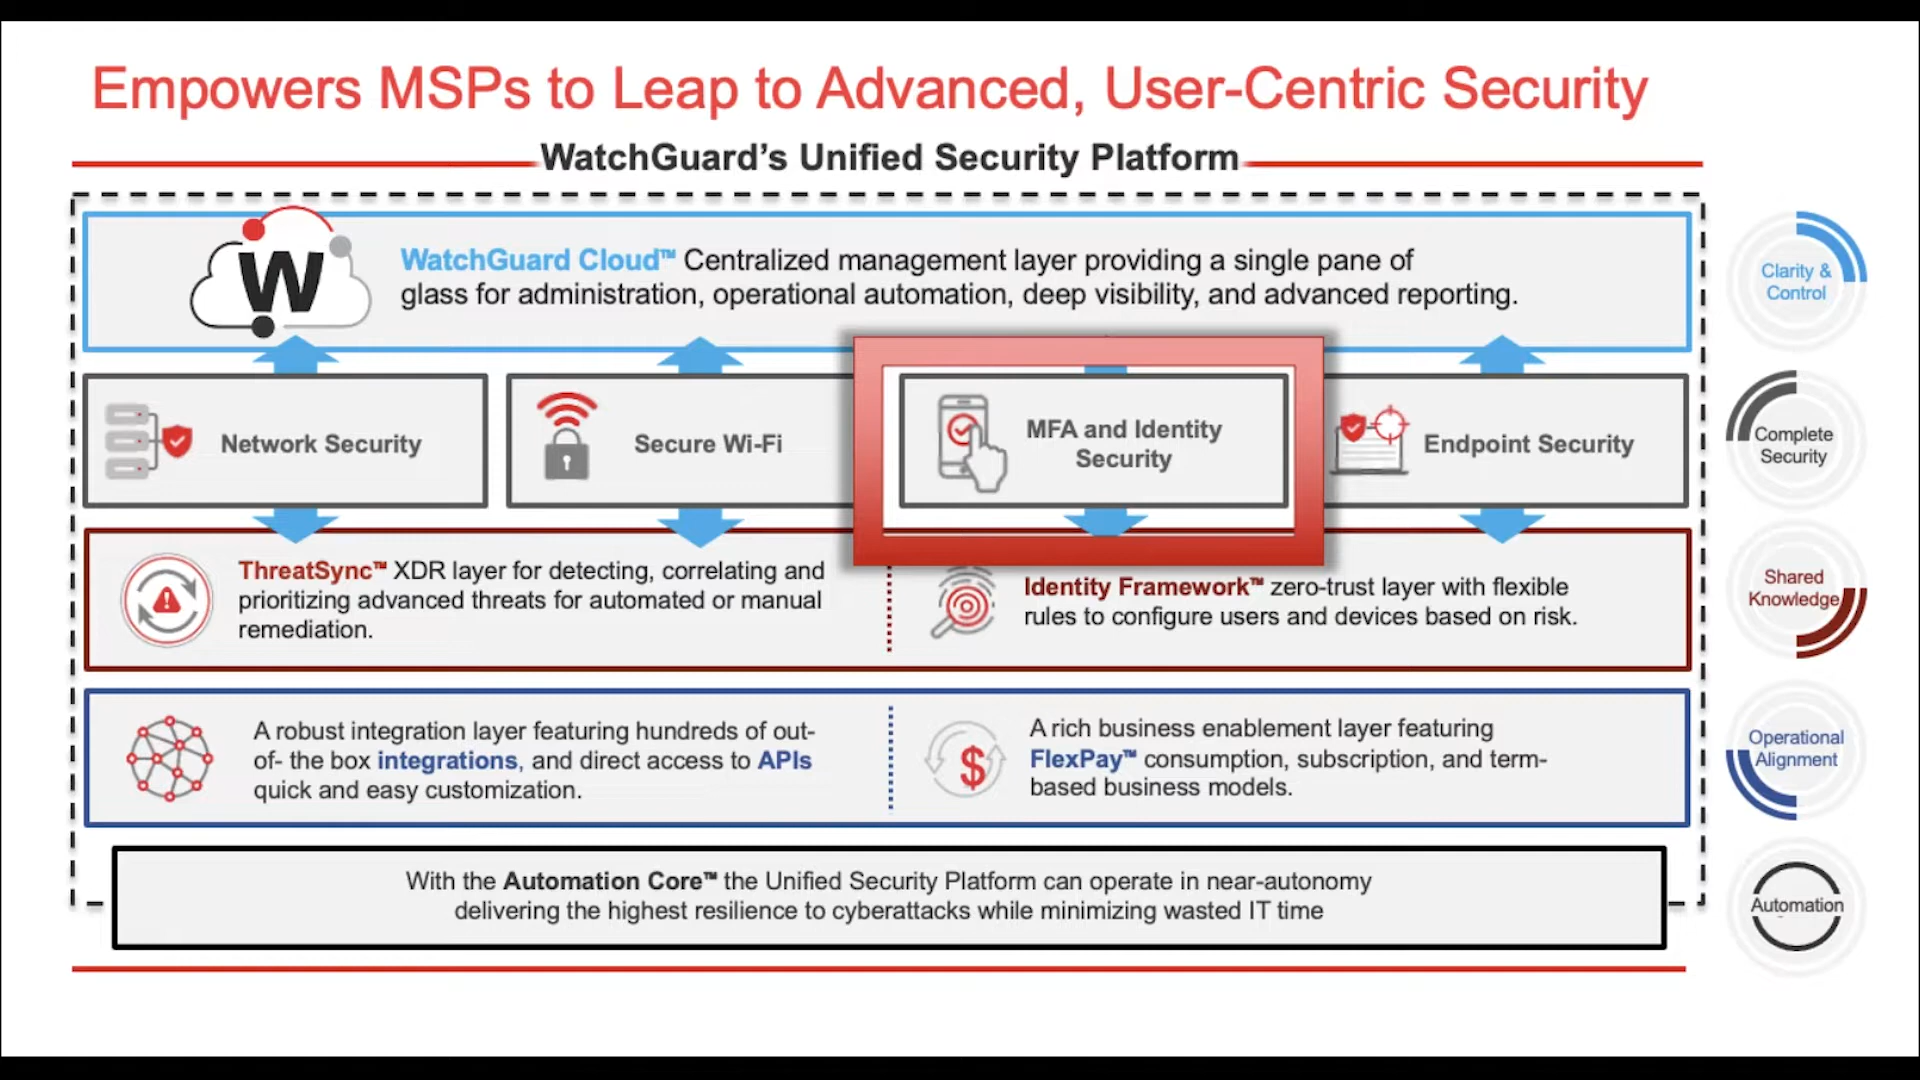 Empowers MSPs to Leap to Advanced, User-Centric Security
WatchGuard's Unified Security Platform
W
WatchGuard Cloud™ Centralized management layer providing a single pane of
glass for administration, operational automation, deep visibility, and advanced reporting.
Clarity &
Control
Network Security
Secure Wi-Fi
MFA and Identity
Security
Endpoint Security
Complete
Security
ThreatSync™ XDR layer for detecting, correlating and
prioritizing advanced threats for automated or manual
remediation.
Identity Framework™ zero-trust layer with flexible
rules to configure users and devices based on risk.
Shared
Knowledge
A robust integration layer featuring hundreds of out-
of- the box integrations, and direct access to APIs
quick and easy customization.
$
A rich business enablement layer featuring
FlexPay™ consumption, subscription, and term-
based business models.
Operational
Alignment
With the Automation Core™ the Unified Security Platform can operate in near-autonomy
delivering the highest resilience to cyberattacks while minimizing wasted IT time
Automation